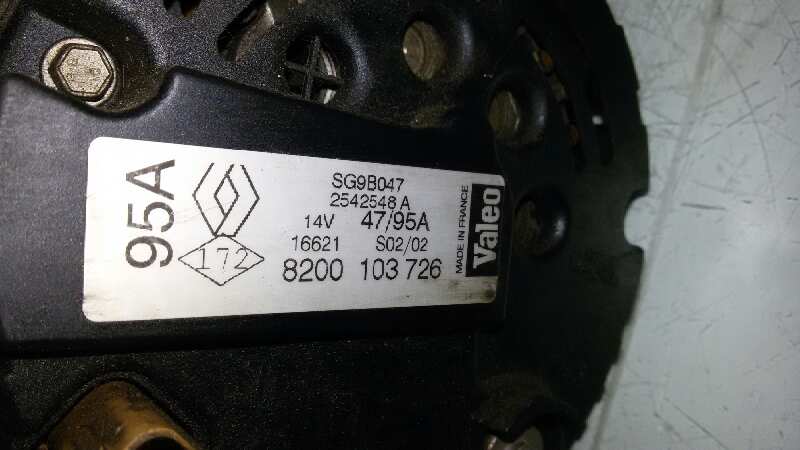 95A
172
SG9B047
2542548 A
14V 47/95A
16621 S02/02
8200 103 726
MADE IN FRANCE
Valeo